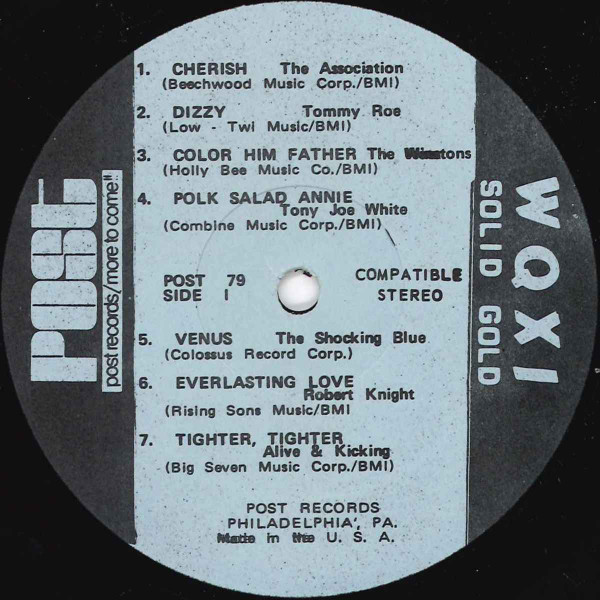 POST
post records/more to come!!
1. CHERISH The Association
(Beechwood Music Corp./BMI)
2. DIZZY Tommy Roe
(Low - Twi Music/BMI)
3. COLOR HIM FATHER The Winstons
(Holly Bee Music Co./BMI)
4. POLK SALAD ANNIE
Tony Joe White
(Combine Music Corp./BMI)
POST 79
SIDE I
COMPATIBLE
STEREO
5. VENUS The Shocking Blue
(Colossus Record Corp.)
6. EVERLASTING LOVE
Robert Knight
(Rising Sons Music/BMI
7. TIGHTER, TIGHTER
Alive & Kicking
(Big Seven Music Corp./BMI)
POST RECORDS
PHILADELPHIA', PA.
Made in the U. S. A.
WQXI
SOLID GOLD